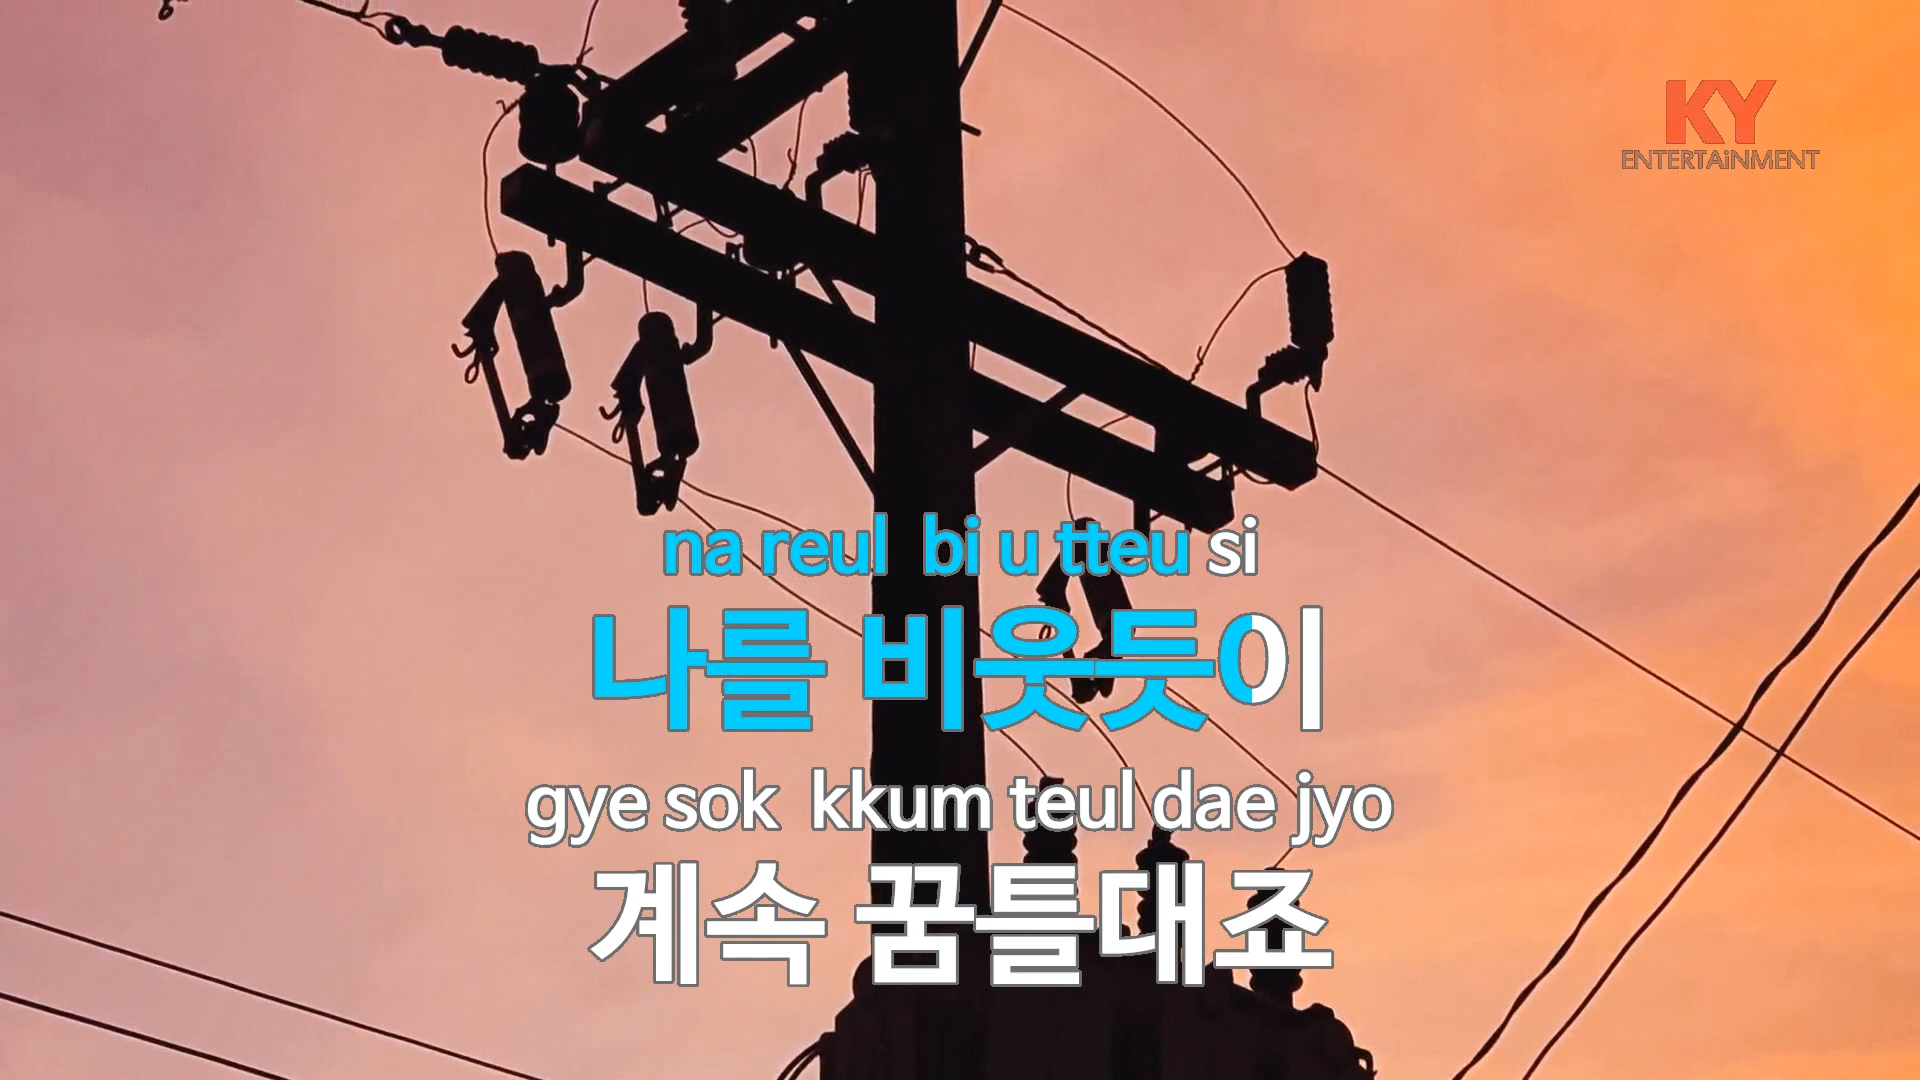 KY
ENTERTAiNMENT
na reul bi u tteu si
나를 비웃듯이
gye sok kkum teul dae jyo
계속 꿈틀대죠